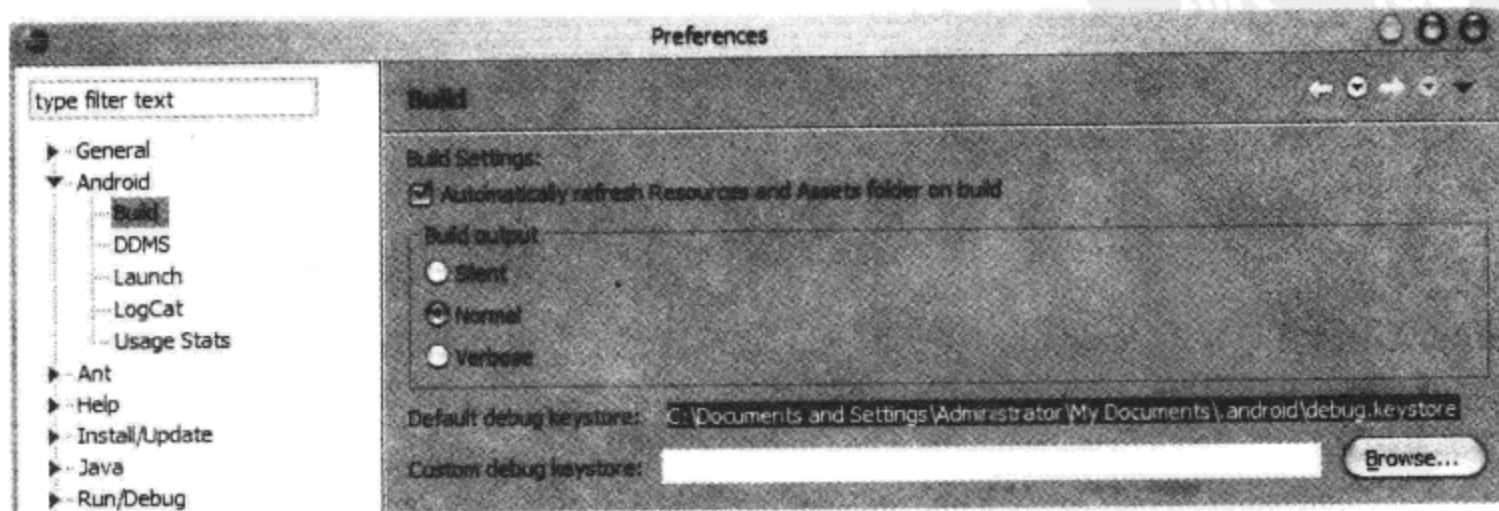 Preferences
type filter text
General
Android
Build
DDMS
Launch
LogCat
Usage Stats
Ant
Help
Install/Update
Java
Run/Debug
Build
Build Settings:
Automatically refresh Resources and Assets folder on build
Build output
Silent
Normal
Verbose
Default debug keystore: C:\Documents and Settings\Administrator\My Documents\.android\debug.keystore
Custom debug keystore:
Browse...